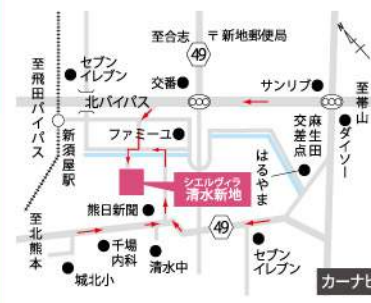 至合志
〒新地郵便局
49
セブン
イレブン
交番
サンリブ
至飛田バイパス
北バイパス
至帯山
新須屋駅
ファミーユ
麻生田
交差点
ダイソー
はるやま
シエルヴィラ
清水新地
熊日新聞
49
至北熊本
千場
内科
清水中
セブン
イレブン
城北小
カーナビ